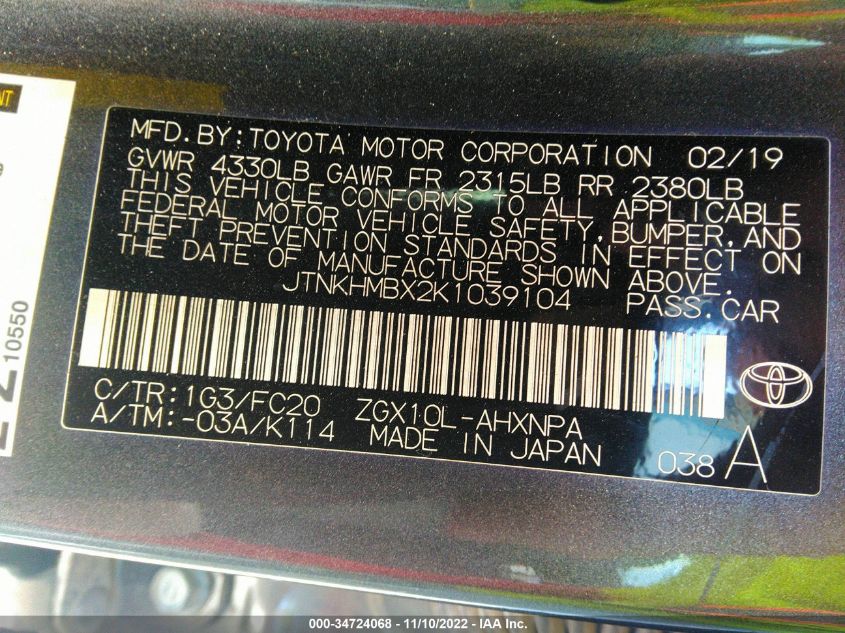 MFD.BY:TOYOTA MOTOR CORPORATION 02/19
GVWR 4330LB GAWR FR 2315LB RR 2380LB
THIS VEHICLE CONFORMS TO ALL APPLICABLE
FEDERAL MOTOR VEHICLE SAFETY,BUMPER,AND
THEFT PREVENTION STANDARDS IN EFFECT ON
THE DATE OF MANUFACTURE SHOWN ABOVE.
JTNKHMBX2K1039104 PASS.CAR
C/TR:1G3/FC20 ZGX10L-AHXNPA
A/TM:-03A/K114 MADE IN JAPAN
038 A
10550
000-34724068 - 11/10/2022 - IAA Inc.